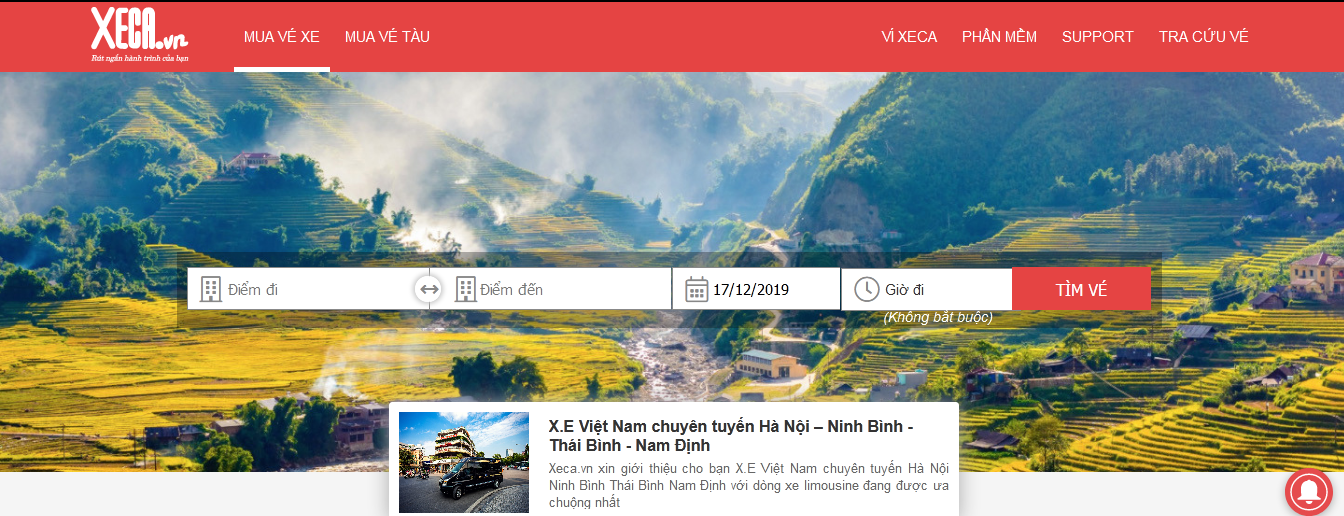 XECA.vn
Rút ngắn hành trình của bạn
MUA VÉ XE
MUA VÉ TÀU
VÍ XECA
PHẦN MỀM
SUPPORT
TRA CỨU VÉ
Điểm đi
Điểm đến
17/12/2019
Giờ đi
TÌM VÉ
(Không bắt buộc)
X.E Việt Nam chuyên tuyến Hà Nội – Ninh Bình -
Thái Bình - Nam Định
Xeca.vn xin giới thiệu cho bạn X.E Việt Nam chuyên tuyến Hà Nội
Ninh Bình Thái Bình Nam Định với dòng xe limousine đang được ưa
chuộng nhất